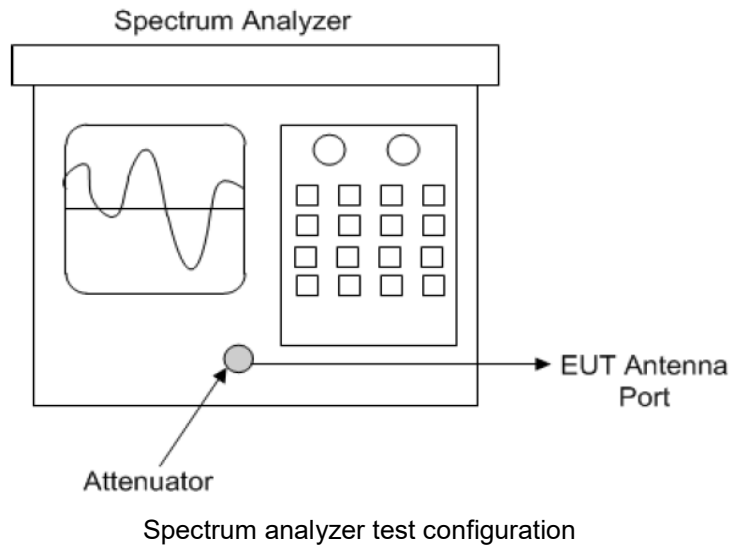 Spectrum Analyzer
EUT Antenna
Port
Attenuator
Spectrum analyzer test configuration